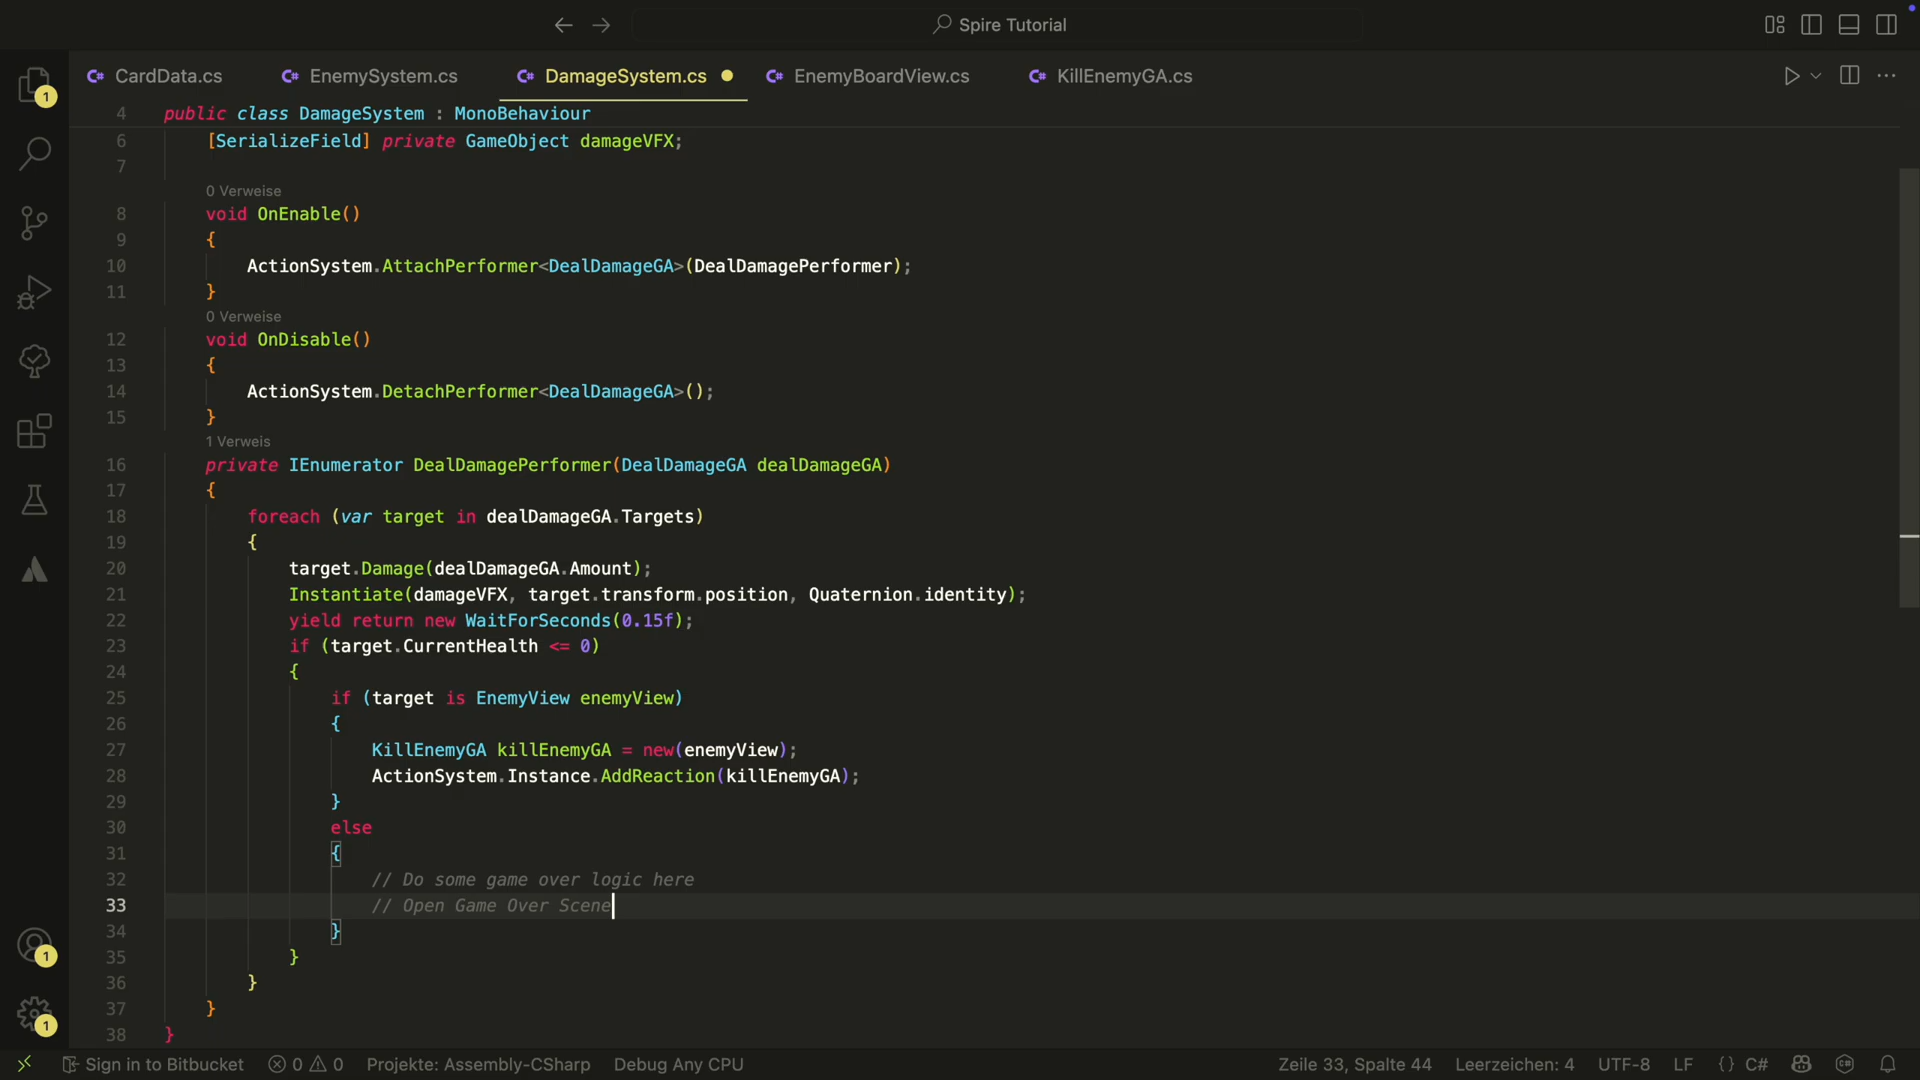 Spire Tutorial
CardData.cs EnemySystem.cs DamageSystem.cs EnemyBoardView.cs KillEnemyGA.cs
4 public class DamageSystem : MonoBehaviour
6 [SerializeField] private GameObject damageVFX;
7
0 Verweise
8 void OnEnable()
9 {
10 ActionSystem.AttachPerformer<DealDamageGA>(DealDamagePerformer);
11 }
0 Verweise
12 void OnDisable()
13 {
14 ActionSystem.DetachPerformer<DealDamageGA>();
15 }
1 Verweis
16 private IEnumerator DealDamagePerformer(DealDamageGA dealDamageGA)
17 {
18 foreach (var target in dealDamageGA.Targets)
19 {
20 target.Damage(dealDamageGA.Amount);
21 Instantiate(damageVFX, target.transform.position, Quaternion.identity);
22 yield return new WaitForSeconds(0.15f);
23 if (target.CurrentHealth <= 0)
24 {
25 if (target is EnemyView enemyView)
26 {
27 KillEnemyGA killEnemyGA = new(enemyView);
28 ActionSystem.Instance.AddReaction(killEnemyGA);
29 }
30 else
31 {
32 // Do some game over logic here
33 // Open Game Over Scene
34 }
35 }
36 }
37 }
38 }
1
1
1
Sign in to Bitbucket 0 0 Projekte: Assembly-CSharp Debug Any CPU Zeile 33, Spalte 44 Leerzeichen: 4 UTF-8 LF {} C#